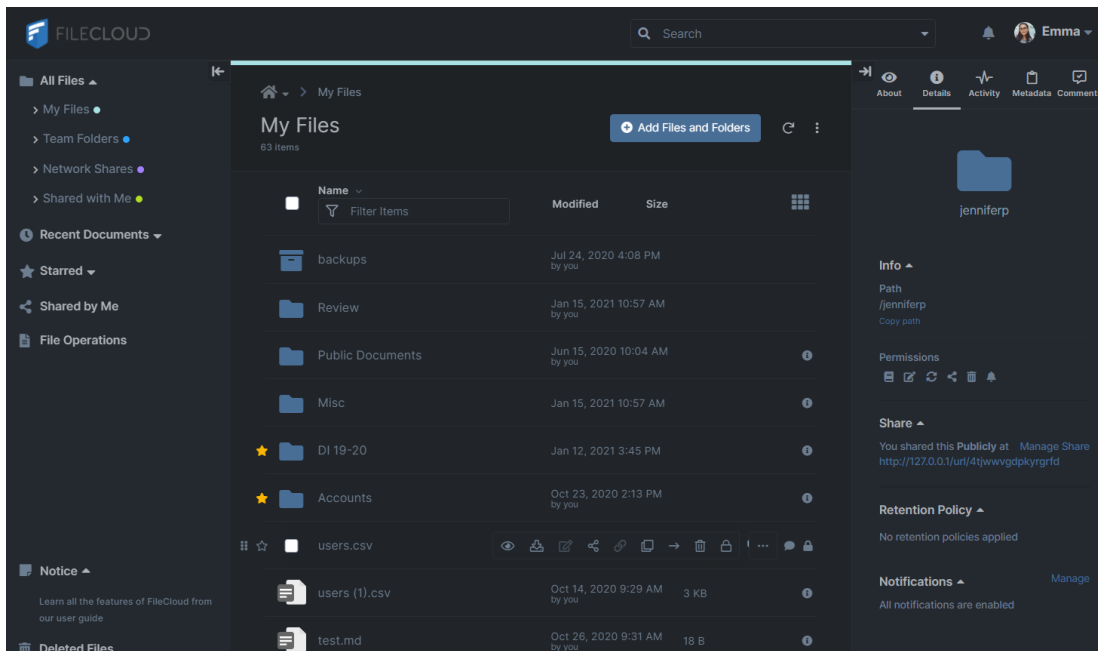 FILECLOUD
Search
Emma
All Files
My Files
Team Folders
Network Shares
Shared with Me
Recent Documents
Starred
Shared by Me
File Operations
Notice
Learn all the features of FileCloud from
our user guide
Deleted Files
My Files
My Files
63 items
Add Files and Folders
Name
Filter Items
Modified
Size
backups
Jul 24, 2020 4:08 PM
by you
Review
Jan 15, 2021 10:57 AM
by you
Public Documents
Jun 15, 2020 10:04 AM
by you
Misc
Jan 15, 2021 10:57 AM
DI 19-20
Jan 12, 2021 3:45 PM
Accounts
Oct 23, 2020 2:13 PM
by you
users.csv
users (1).csv
Oct 14, 2020 9:29 AM
by you
3 KB
test.md
Oct 26, 2020 9:31 AM
by you
18 B
About
Details
Activity
Metadata
Comment
jenniferp
Info
Path
/jenniferp
Copy path
Permissions
Share
You shared this Publicly at
Manage Share
http://127.0.0.1/url/4tjwwvgdpkyrgrfd
Retention Policy
No retention policies applied
Notifications
Manage
All notifications are enabled